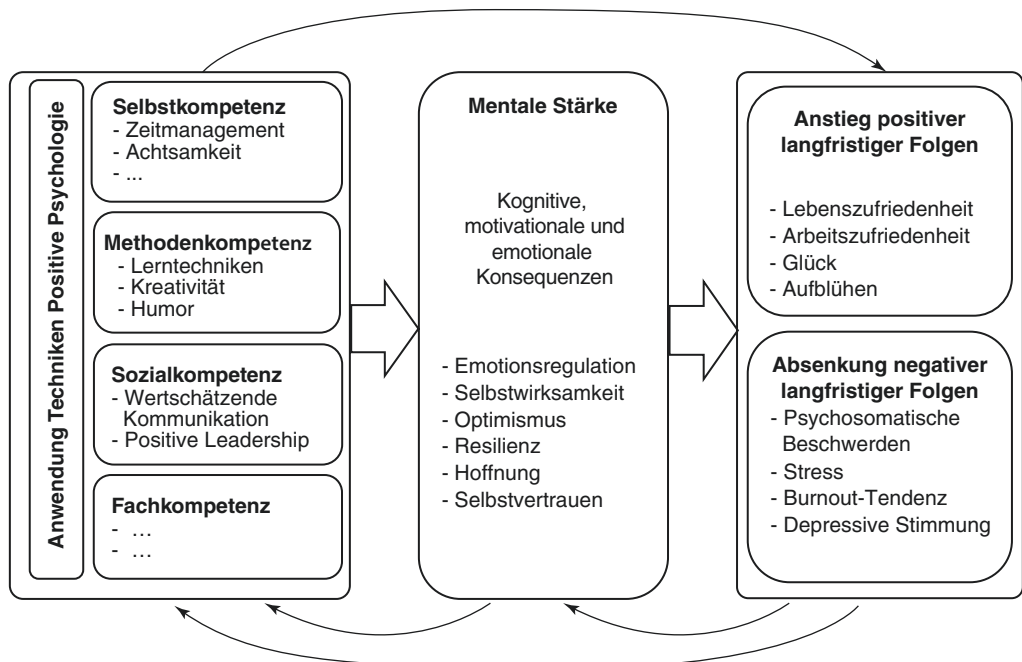 Anwendung Techniken Positive Psychologie
Selbstkompetenz
- Zeitmanagement
- Achtsamkeit
- ...
Methodenkompetenz
- Lerntechniken
- Kreativität
- Humor
Sozialkompetenz
- Wertschätzende
Kommunikation
- Positive Leadership
Fachkompetenz
- ...
- ...
Mentale Stärke
Kognitive,
motivationale und
emotionale
Konsequenzen
- Emotionsregulation
- Selbstwirksamkeit
- Optimismus
- Resilienz
- Hoffnung
- Selbstvertrauen
Anstieg positiver
langfristiger Folgen
- Lebenszufriedenheit
- Arbeitszufriedenheit
- Glück
- Aufblühen
Absenkung negativer
langfristiger Folgen
- Psychosomatische
Beschwerden
- Stress
- Burnout-Tendenz
- Depressive Stimmung